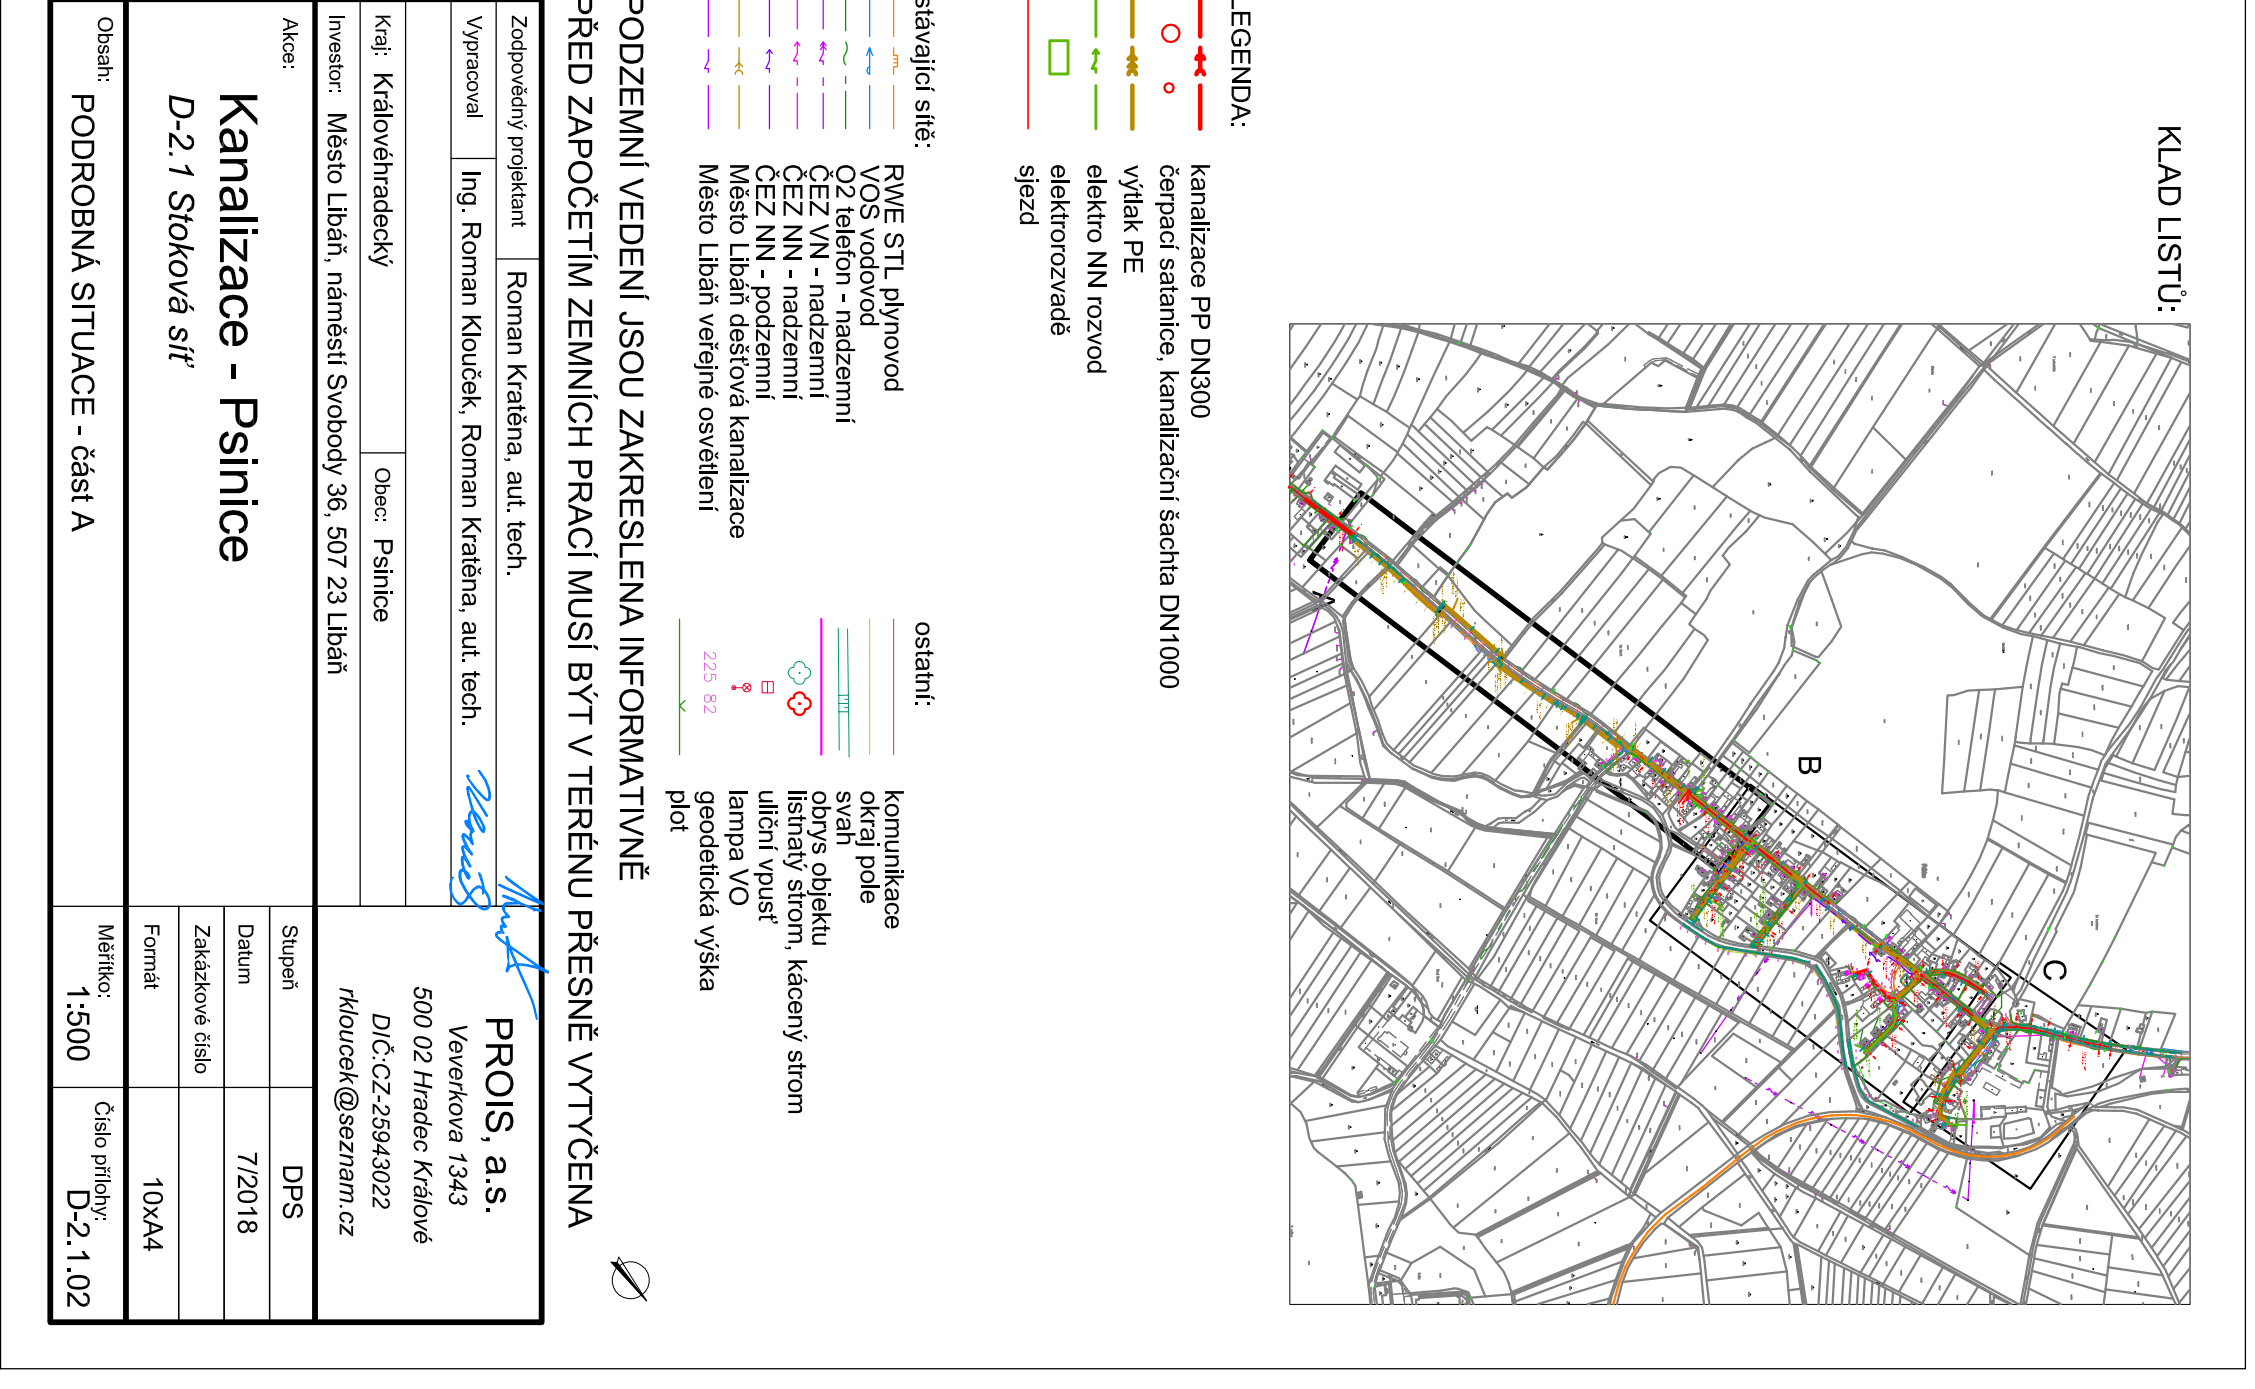 KLAD LISTŮ:
A
B
C
LEGENDA:
kanalizace PP DN300
čerpací satanice, kanalizační šachta DN1000
výtlak PE
elektro NN rozvod
elektrorozvadě
sjezd
stávající sítě:
RWE STL plynovod
VOS vodovod
O2 telefon - nadzemní
ČEZ VN - nadzemní
ČEZ NN - nadzemní
ČEZ NN - podzemní
Město Libáň dešťová kanalizace
Město Libáň veřejné osvětlení
ostatní:
komunikace
okraj pole
svah
obrys objektu
listnatý strom, kácený strom
uliční vpusť
lampa VO
225 82
geodetická výška
plot
PODZEMNÍ VEDENÍ JSOU ZAKRESLENA INFORMATIVNĚ
PŘED ZAPOČETÍM ZEMNÍCH PRACÍ MUSÍ BÝT V TERÉNU PŘESNĚ VYTYČENA
Zodpovědný projektant
Roman Kratěna, aut. tech.
Vypracoval
Ing. Roman Klouček, Roman Kratěna, aut. tech.
Kraj: Královéhradecký
Obec: Psinice
Investor: Město Libáň, náměstí Svobody 36, 507 23 Libáň
PROIS, a.s.
Veverkova 1343
500 02 Hradec Králové
DIČ:CZ-25943022
rkloucek@seznam.cz
Akce:
Kanalizace - Psinice
D-2.1 Stoková síť
Stupeň DPS
Datum 7/2018
Zakázkové číslo
Formát 10xA4
Obsah:
PODROBNÁ SITUACE - část A
Měřítko:
1:500
Číslo přílohy:
D-2.1.02